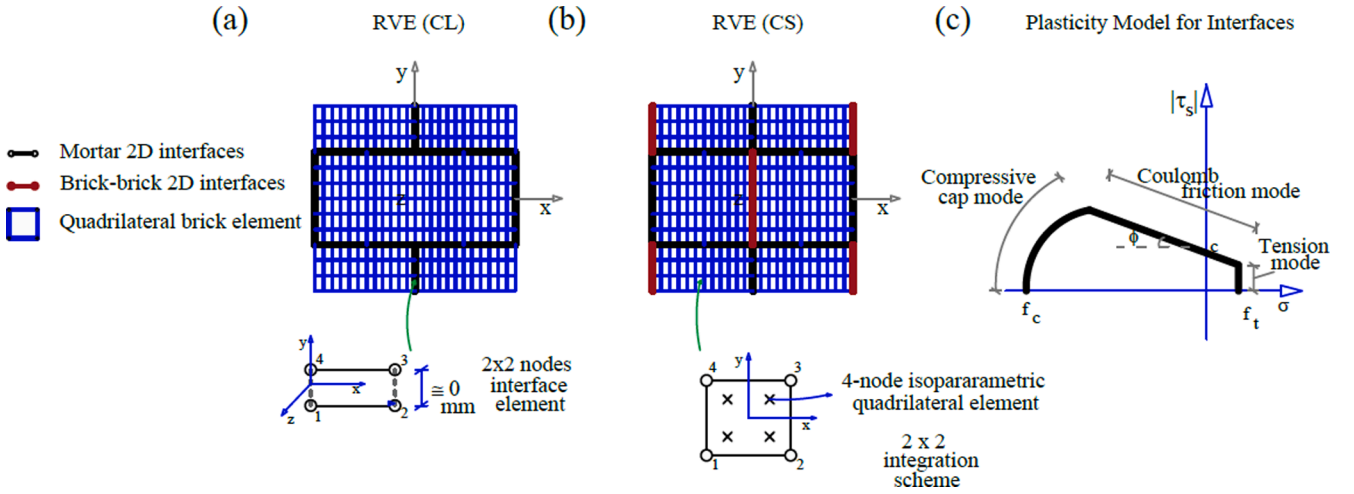 (a)
RVE (CL)
(b)
RVE (CS)
(c)
Plasticity Model for Interfaces
y
y
|τs|
Mortar 2D interfaces
Brick-brick 2D interfaces
Quadrilateral brick element
z
x
z
x
Compressive
cap mode
Coulomb
friction mode
ϕ
c
Tension
mode
f c
f t
σ
y
4
3
x
z
1
2
≅ 0
mm
2x2 nodes
interface
element
4
y
3
x
1
2
4-node isopararametric
quadrilateral element
2 x 2
integration
scheme